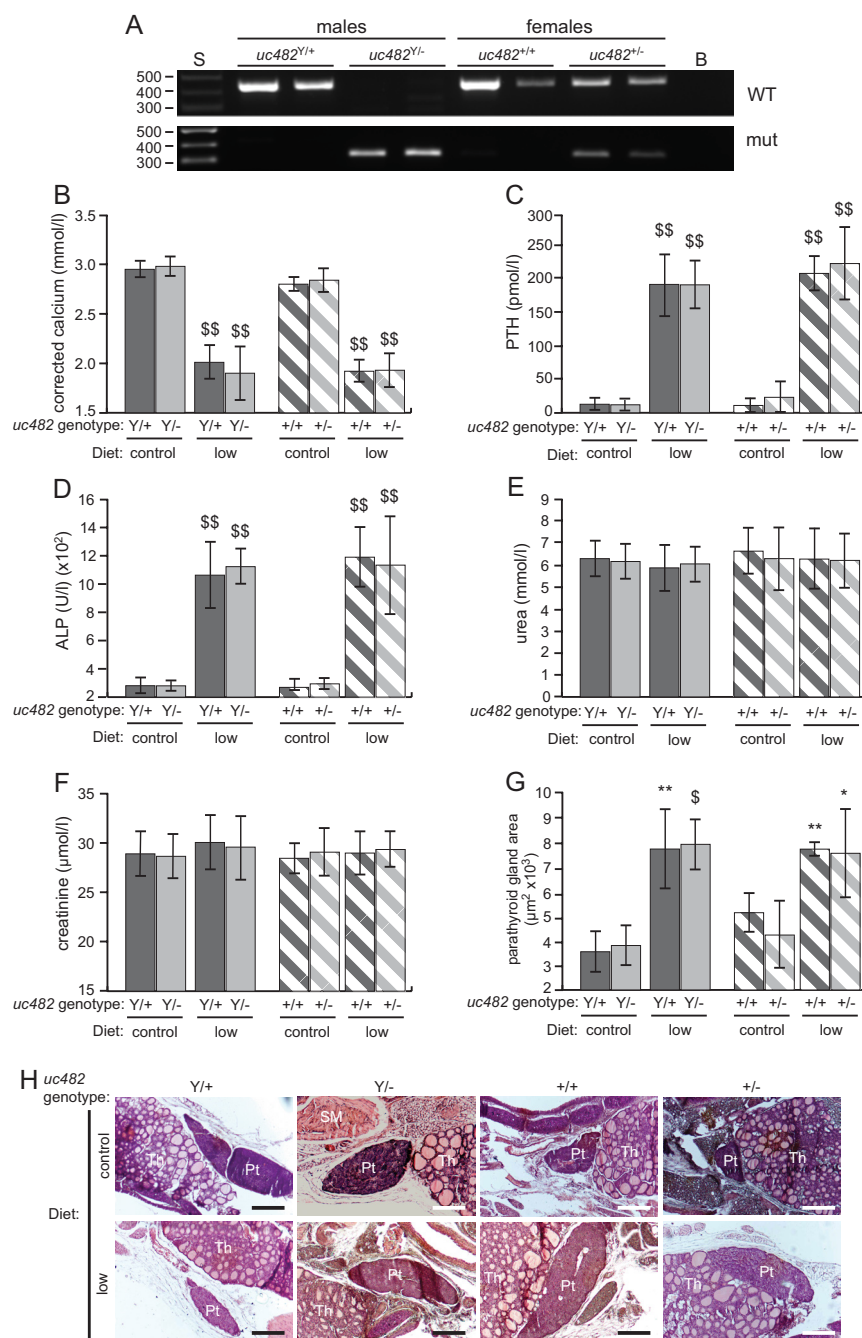 A
males
females
S
uc482Y/+
uc482Y/-
uc482+/+
uc482+/-
B
500
400
300
WT
500
400
300
mut
B
corrected calcium (mmol/l)
3.5
3.0
2.5
2.0
1.5
$$ $$
$$ $$
uc482 genotype: Y/+ Y/- Y/+ Y/- +/+ +/- +/+ +/-
Diet: control low control low
C
PTH (pmol/l)
300
250
200
150
100
50
0
$$ $$
$$ $$
uc482 genotype: Y/+ Y/- Y/+ Y/- +/+ +/- +/+ +/-
Diet: control low control low
D
ALP (U/l) (x10²)
16
14
12
10
8
6
4
2
$$ $$
$$ $$
uc482 genotype: Y/+ Y/- Y/+ Y/- +/+ +/- +/+ +/-
Diet: control low control low
E
urea (mmol/l)
9
8
7
6
5
4
3
2
1
0
uc482 genotype: Y/+ Y/- Y/+ Y/- +/+ +/- +/+ +/-
Diet: control low control low
F
creatinine (µmol/l)
40
35
30
25
20
15
uc482 genotype: Y/+ Y/- Y/+ Y/- +/+ +/- +/+ +/-
Diet: control low control low
G
parathyroid gland area
(µm² x10³)
10
9
8
7
6
5
4
3
2
** $
** *
uc482 genotype: Y/+ Y/- Y/+ Y/- +/+ +/- +/+ +/-
Diet: control low control low
H
uc482
genotype:
Y/+ Y/- +/+ +/-
Diet:
control
Th Pt
SM Pt Th
Pt Th
Pt Th
low
Th Pt
Th Pt
Th Pt
Th Pt